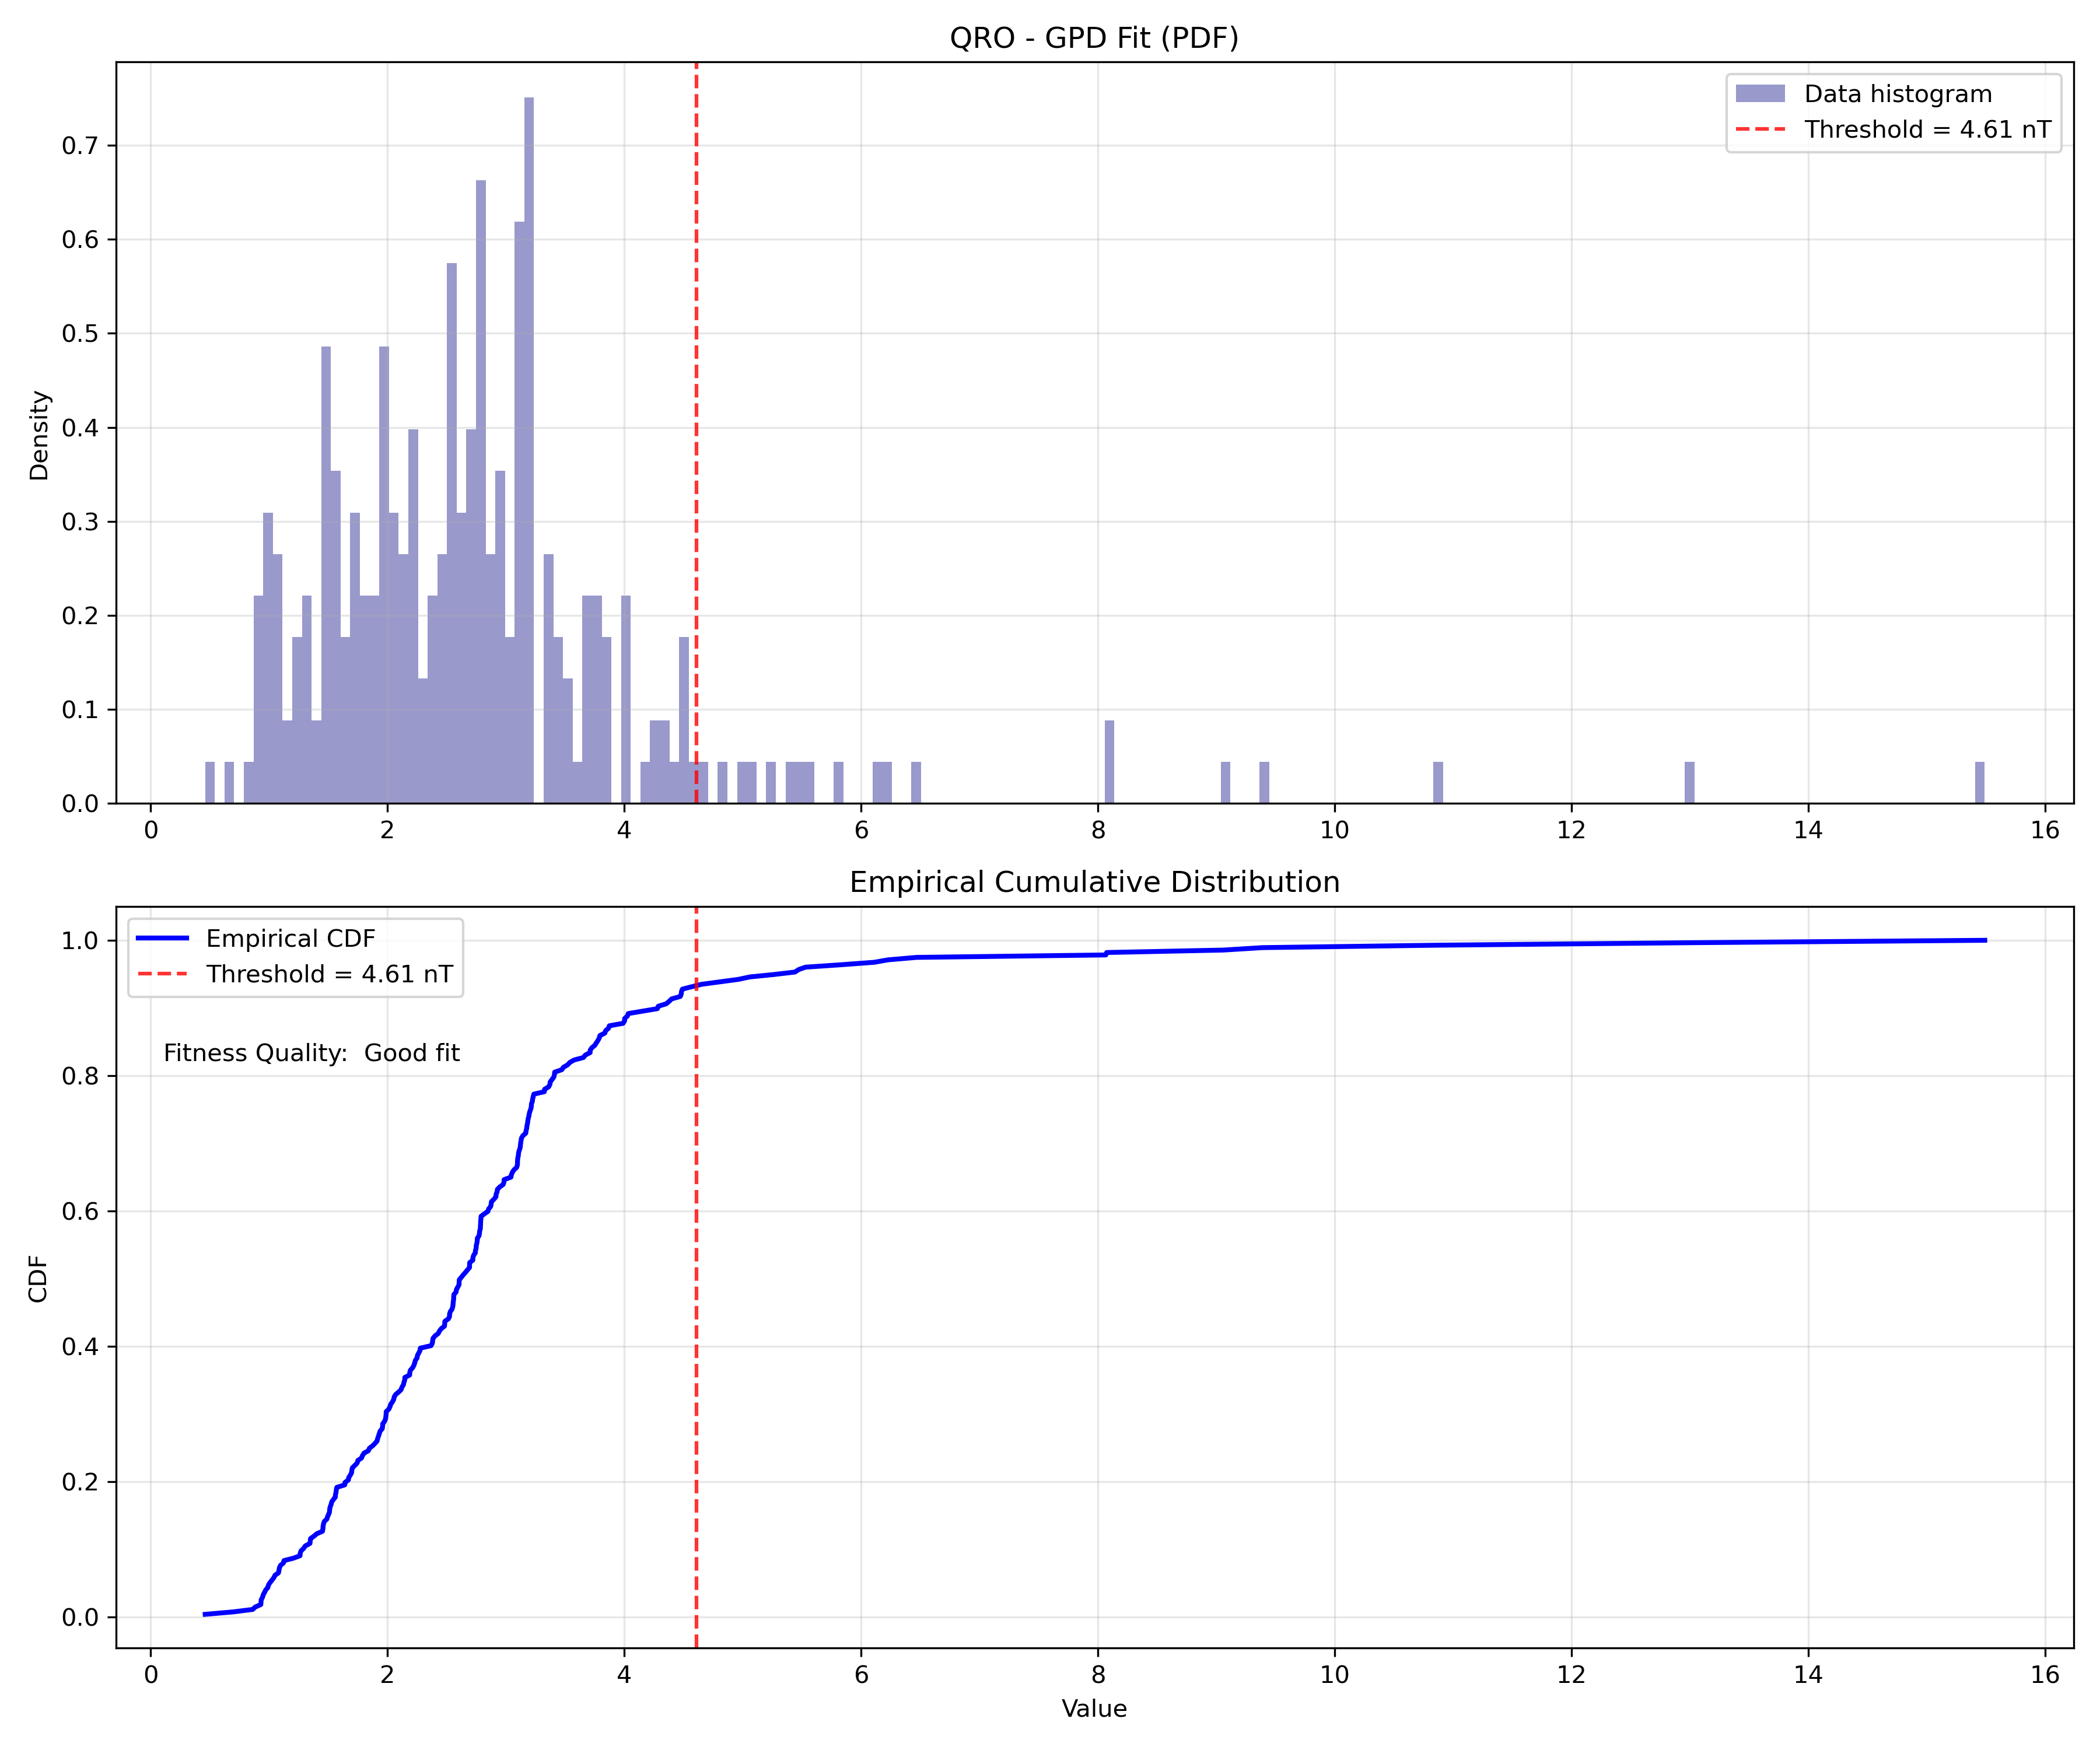 QRO - GPD Fit (PDF)
Data histogram
Threshold = 4.61 nT
Density
0.7
0.6
0.5
0.4
0.3
0.2
0.1
0.0
0 2 4 6 8 10 12 14 16
Empirical Cumulative Distribution
Empirical CDF
Threshold = 4.61 nT
Fitness Quality:  Good fit
CDF
1.0
0.8
0.6
0.4
0.2
0.0
0 2 4 6 8 10 12 14 16
Value